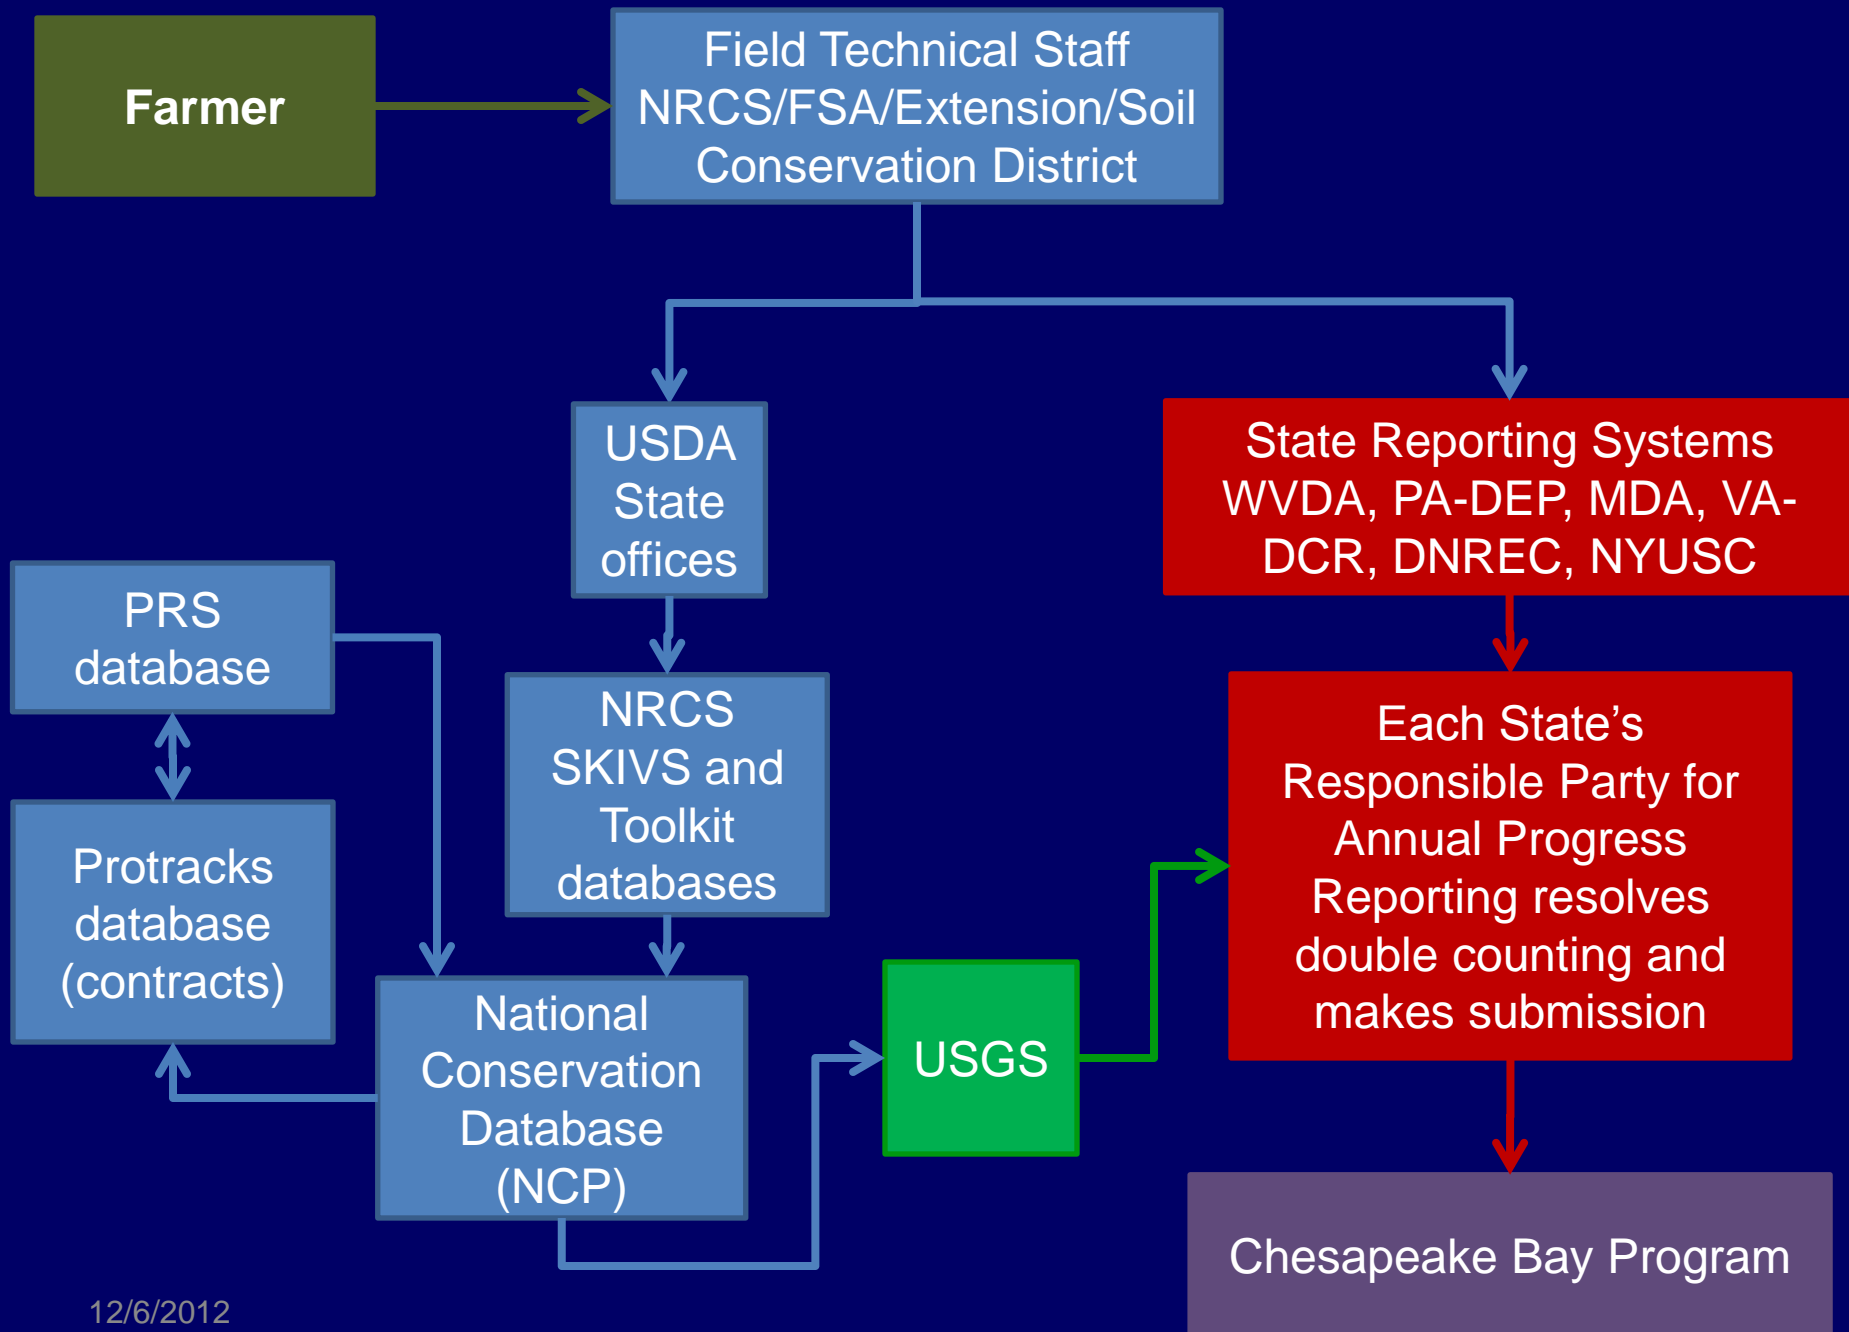 Farmer
Field Technical Staff
NRCS/FSA/Extension/Soil
Conservation District
USDA
State
offices
State Reporting Systems
WVDA, PA-DEP, MDA, VA-
DCR, DNREC, NYUSC
PRS
database
NRCS
SKIVS and
Toolkit
databases
Each State’s
Responsible Party for
Annual Progress
Reporting resolves
double counting and
makes submission
Protracks
database
(contracts)
National
Conservation
Database
(NCP)
USGS
Chesapeake Bay Program
12/6/2012